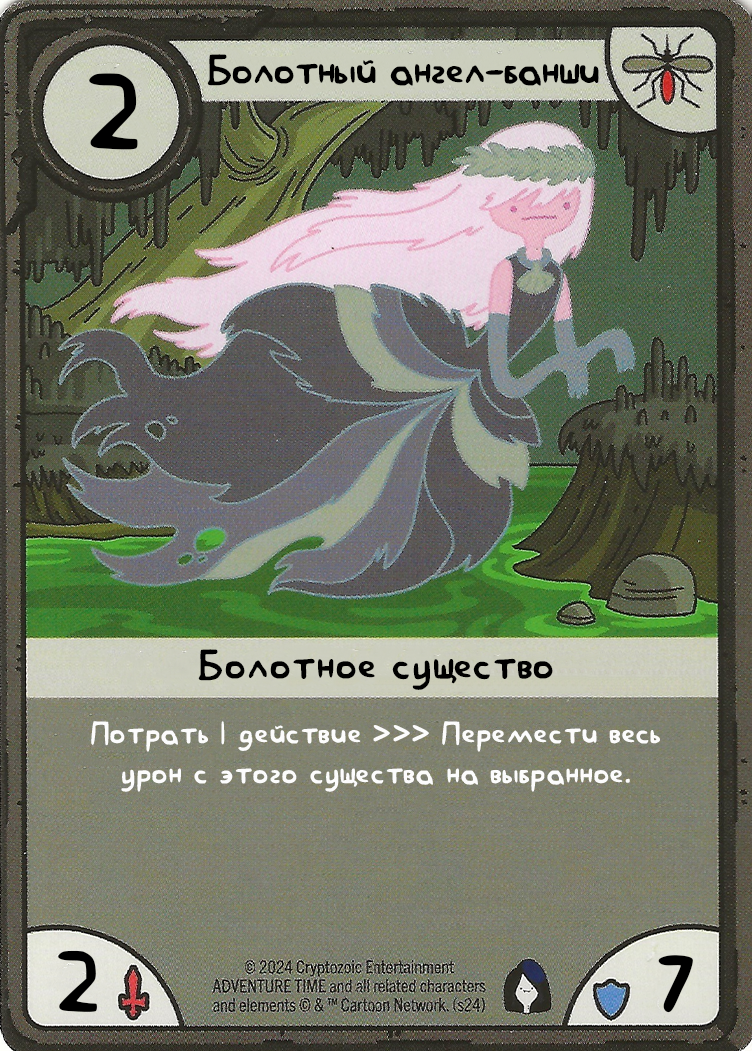 2
Болотный ангел-банши
Болотное существо
Потрать 1 действие >>> Перемести весь
урон с этого существа на выбранное.
2
© 2024 Cryptozoic Entertainment
ADVENTURE TIME and all related characters
and elements © & ™ Cartoon Network. (s24)
7